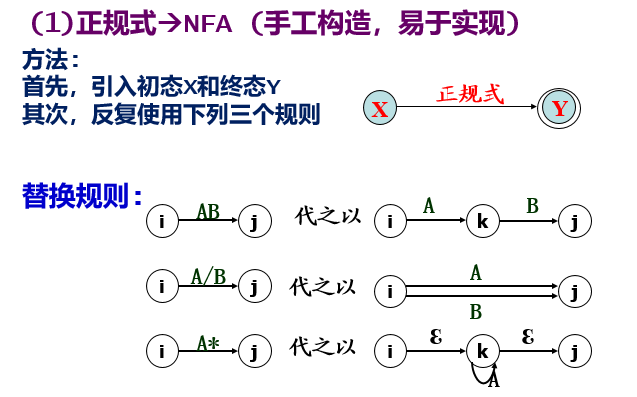 (1)正规式→NFA（手工构造，易于实现）
方法：
首先，引入初态X和终态Y
其次，反复使用下列三个规则
X 正规式 Y
替换规则：
i AB j 代之以 i A k B j
i A/B j 代之以 i A B j
i A* j 代之以 i ε k ε j A